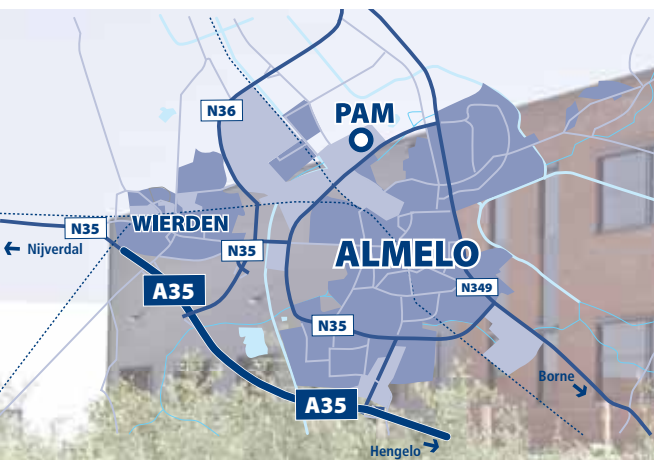 N36
PAM
WIERDEN
N35
Nijverdal
N35
ALMELO
A35
N349
N35
Borne
A35
Hengelo